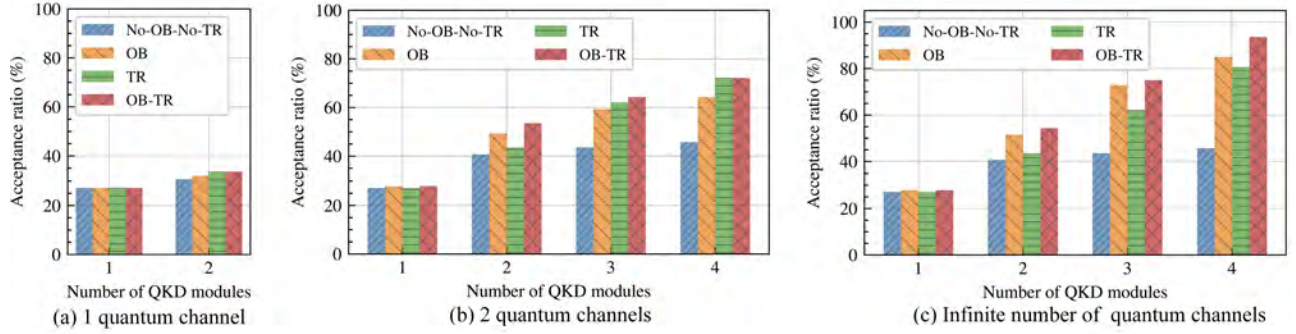 100
80
60
40
20
0
Acceptance ratio (%)
No-OB-No-TR
OB
TR
OB-TR
1
2
Number of QKD modules
(a) 1 quantum channel
100
80
60
40
20
0
Acceptance ratio (%)
No-OB-No-TR
OB
TR
OB-TR
1
2
3
4
Number of QKD modules
(b) 2 quantum channels
100
80
60
40
20
0
Acceptance ratio (%)
No-OB-No-TR
OB
TR
OB-TR
1
2
3
4
Number of QKD modules
(c) Infinite number of quantum channels